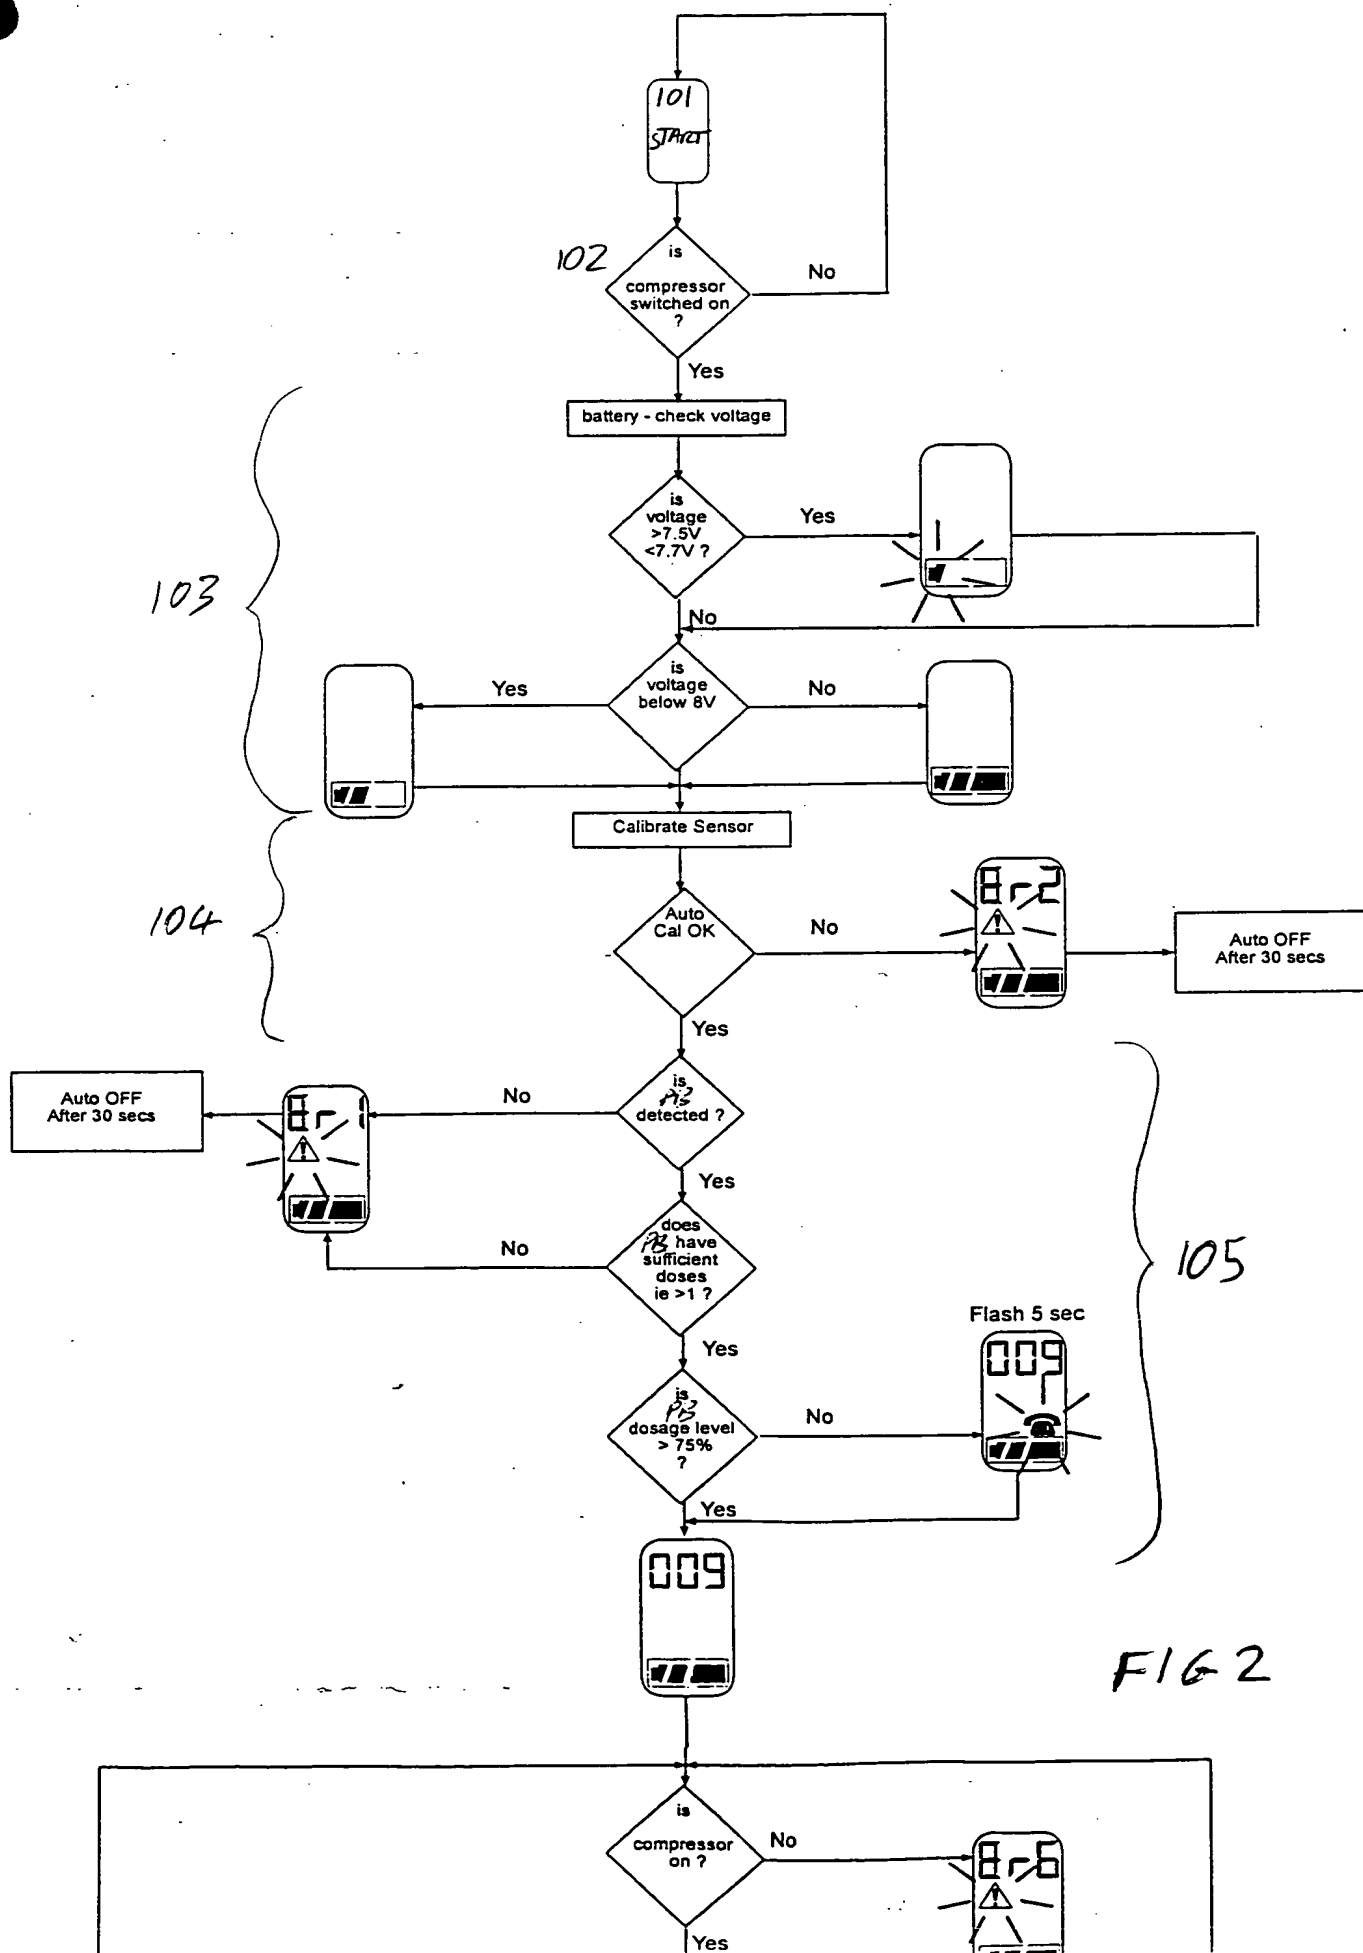 101
START
102
is
compressor
switched on
?
No
Yes
battery - check voltage
is
voltage
>7.5V
<7.7V ?
Yes
No
103
is
voltage
below 8V
Yes
No
Calibrate Sensor
104
Auto
Cal OK
No
Er2
Auto OFF
After 30 secs
Yes
is
PB
detected ?
No
Er1
Auto OFF
After 30 secs
Yes
does
PB have
sufficient
doses
ie >1 ?
No
105
Yes
Flash 5 sec
009
is
PB
dosage level
> 75%
?
No
Yes
009
FIG 2
is
compressor
on ?
No
Er6
Yes